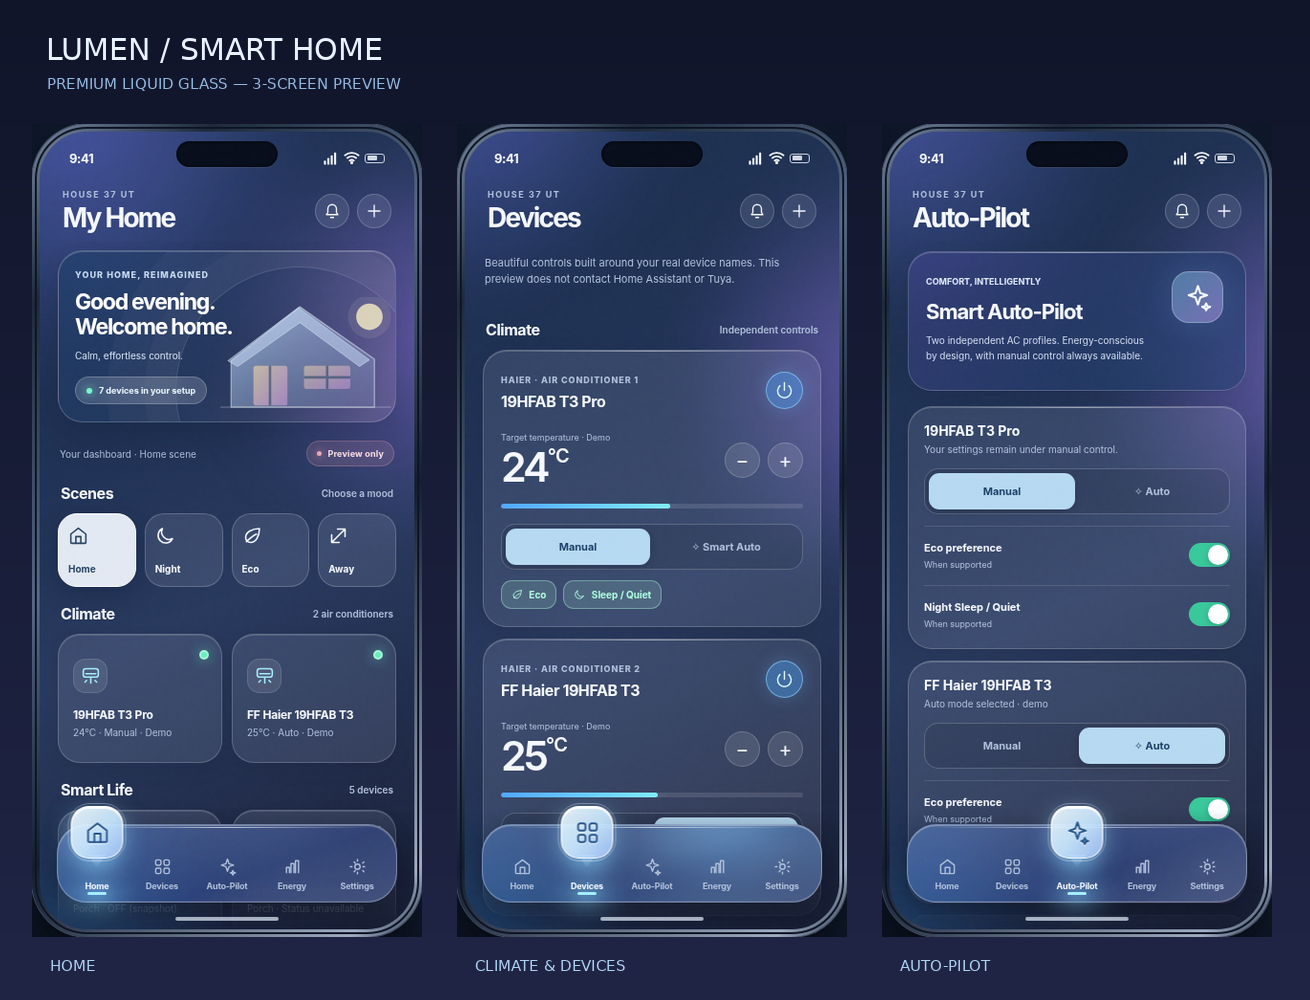 LUMEN / SMART HOME
PREMIUM LIQUID GLASS — 3-SCREEN PREVIEW
9:41
HOUSE 37 UT
My Home
YOUR HOME, REIMAGINED
Good evening.
Welcome home.
Calm, effortless control.
7 devices in your setup
Your dashboard · Home scene
Preview only
Scenes
Choose a mood
Home
Night
Eco
Away
Climate
2 air conditioners
19HFAB T3 Pro
24°C · Manual · Demo
FF Haier 19HFAB T3
25°C · Auto · Demo
Smart Life
5 devices
Home
Devices
Auto-Pilot
Energy
Settings
Porch · OFF (snapshot)
Porch · Status unavailable
HOME
9:41
HOUSE 37 UT
Devices
Beautiful controls built around your real device names. This
preview does not contact Home Assistant or Tuya.
Climate
Independent controls
HAIER · AIR CONDITIONER 1
19HFAB T3 Pro
Target temperature · Demo
24°C
Manual
✧ Smart Auto
Eco
Sleep / Quiet
HAIER · AIR CONDITIONER 2
FF Haier 19HFAB T3
Target temperature · Demo
25°C
Home
Devices
Auto-Pilot
Energy
Settings
CLIMATE & DEVICES
9:41
HOUSE 37 UT
Auto-Pilot
COMFORT, INTELLIGENTLY
Smart Auto-Pilot
Two independent AC profiles. Energy-conscious
by design, with manual control always available.
19HFAB T3 Pro
Your settings remain under manual control.
Manual
✧ Auto
Eco preference
When supported
Night Sleep / Quiet
When supported
FF Haier 19HFAB T3
Auto mode selected · demo
Manual
✧ Auto
Eco preference
When supported
Home
Devices
Auto-Pilot
Energy
Settings
AUTO-PILOT